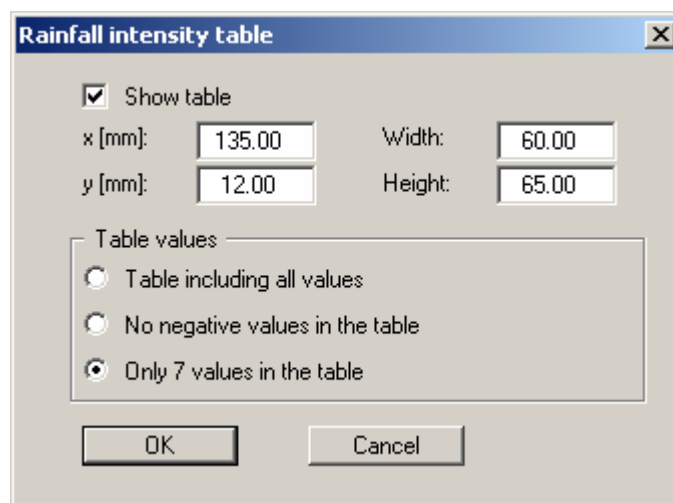 Rainfall intensity table
Show table
x [mm]: 135.00 Width: 60.00
y [mm]: 12.00 Height: 65.00
Table values
Table including all values
No negative values in the table
Only 7 values in the table
OK Cancel